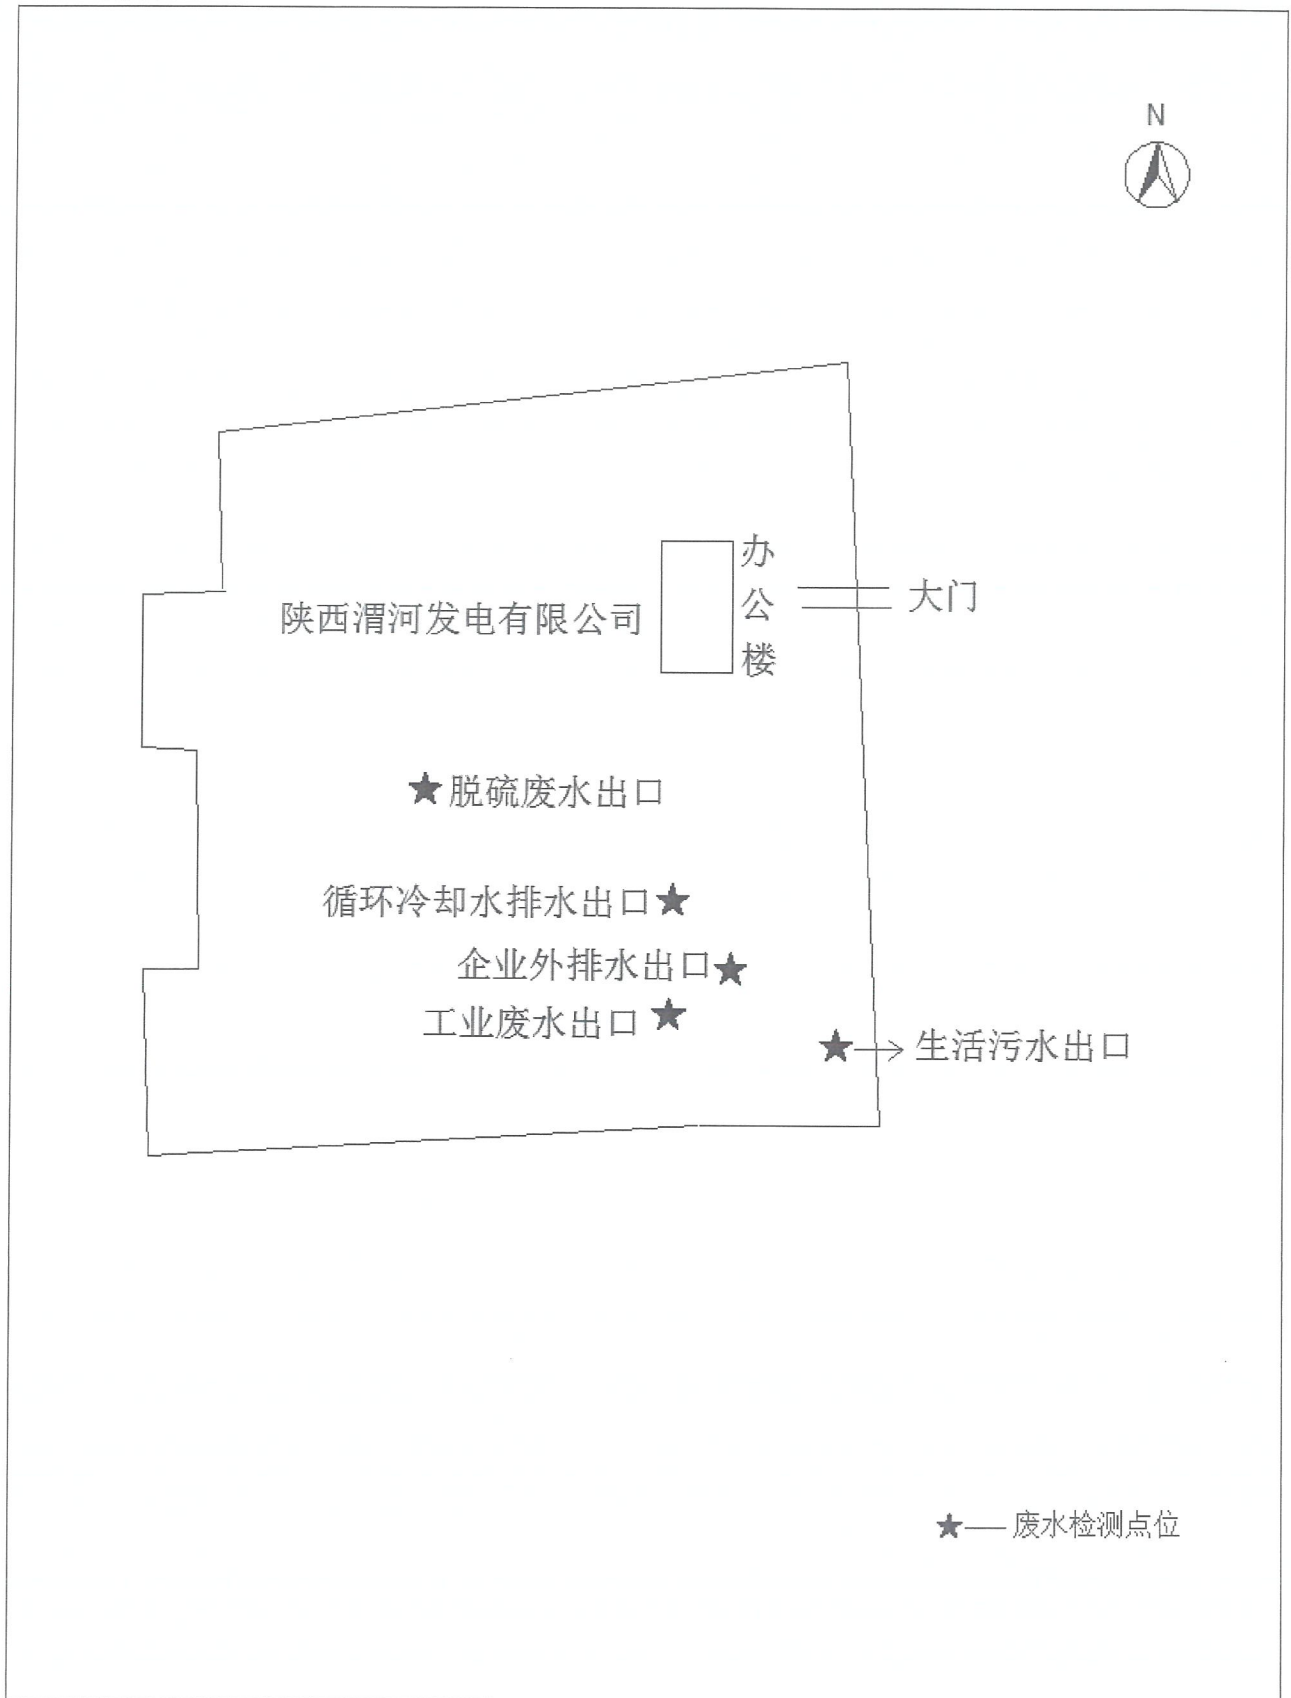 N
办公楼
大门
陕西渭河发电有限公司
脱硫废水出口
循环冷却水排水出口
企业外排水出口
工业废水出口
生活污水出口
废水检测点位